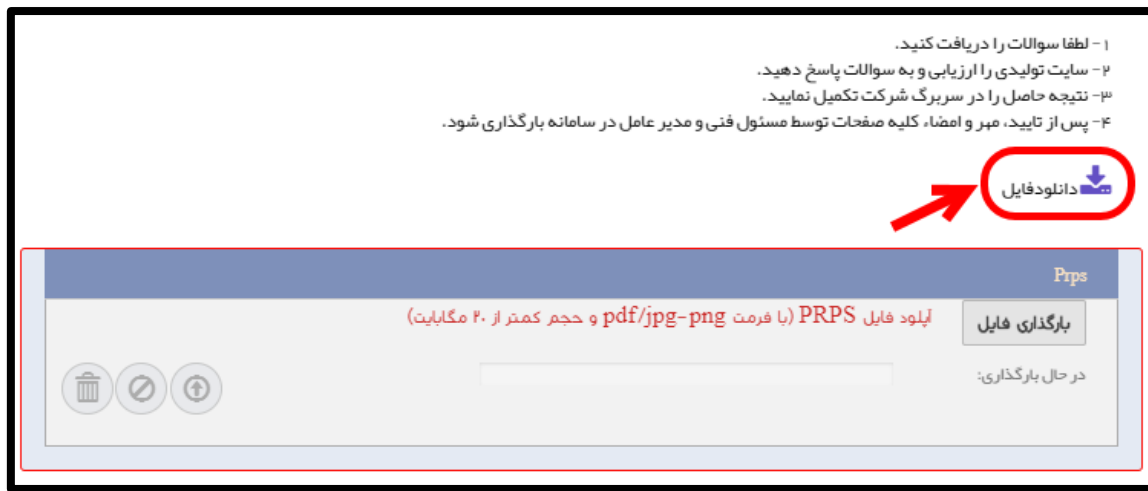 ۱- لطفا سوالات را دریافت کنید.
۲- سایت تولیدی را ارزیابی و به سوالات پاسخ دهید.
۳- نتیجه حاصل را در سربرگ شرکت تکمیل نمایید.
۴- پس از تایید، مهر و امضاء کلیه صفحات توسط مسئول فنی و مدیر عامل در سامانه بارگذاری شود.
دانلودفایل
Prps
بارگذاری فایل
آپلود فایل PRPS (با فرمت pdf/jpg-png و حجم کمتر از ۲۰ مگابایت)
در حال بارگذاری: